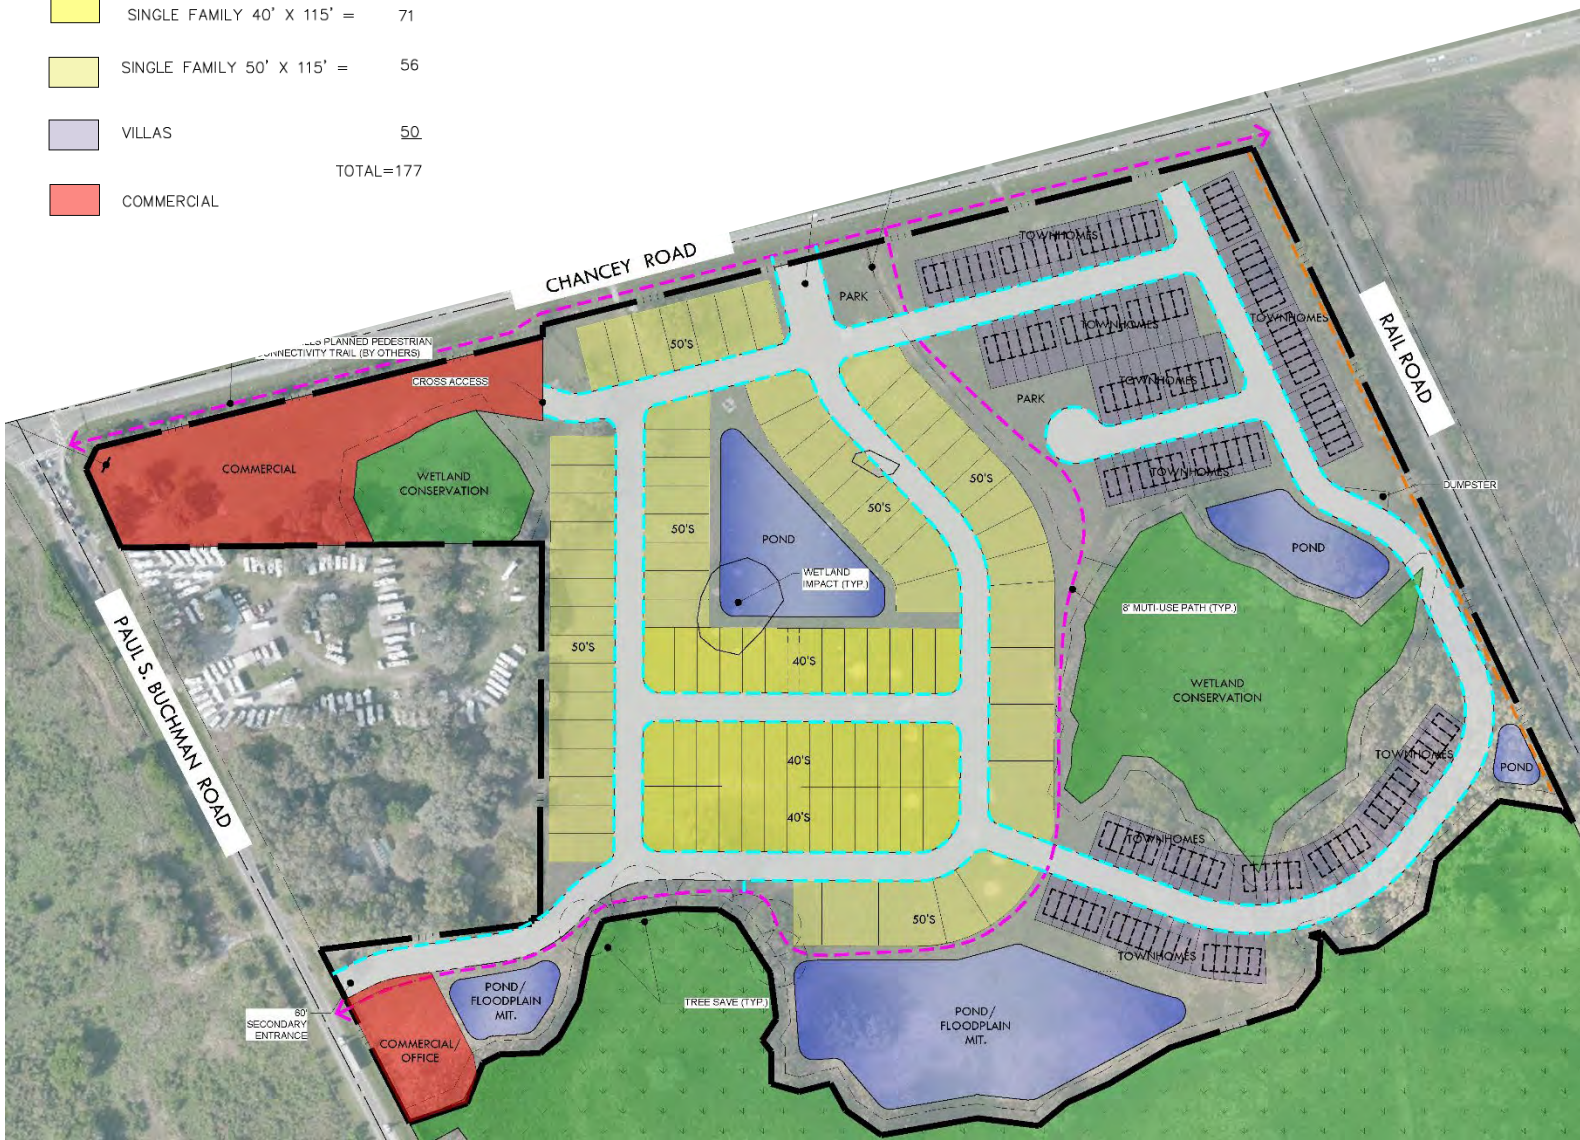 SINGLE FAMILY 40' X 115' = 71
SINGLE FAMILY 50' X 115' = 56
VILLAS 50
TOTAL=177
COMMERCIAL
CHANCEY ROAD
PLANNED PEDESTRIAN
TRAIL (BY OTHERS)
CROSS ACCESS
COMMERCIAL
WETLAND
CONSERVATION
50'S
PARK
TOWNHOMES
TOWNHOMES
TOWNHOMES
TOWNHOMES
PARK
TOWNHOMES
RAIL ROAD
DUMPSTER
50'S
50'S
50'S
POND
POND
WETLAND
IMPACT (TYP.)
8' MUTI-USE PATH (TYP.)
50'S
40'S
WETLAND
CONSERVATION
PAUL S. BUCHMAN ROAD
40'S
40'S
TOWNHOMES
POND
TOWNHOMES
50'S
TOWNHOMES
POND/
FLOODPLAIN
MIT.
TREE SAVE (TYP.)
60'
SECONDARY
ENTRANCE
COMMERCIAL/
OFFICE
POND/
FLOODPLAIN
MIT.